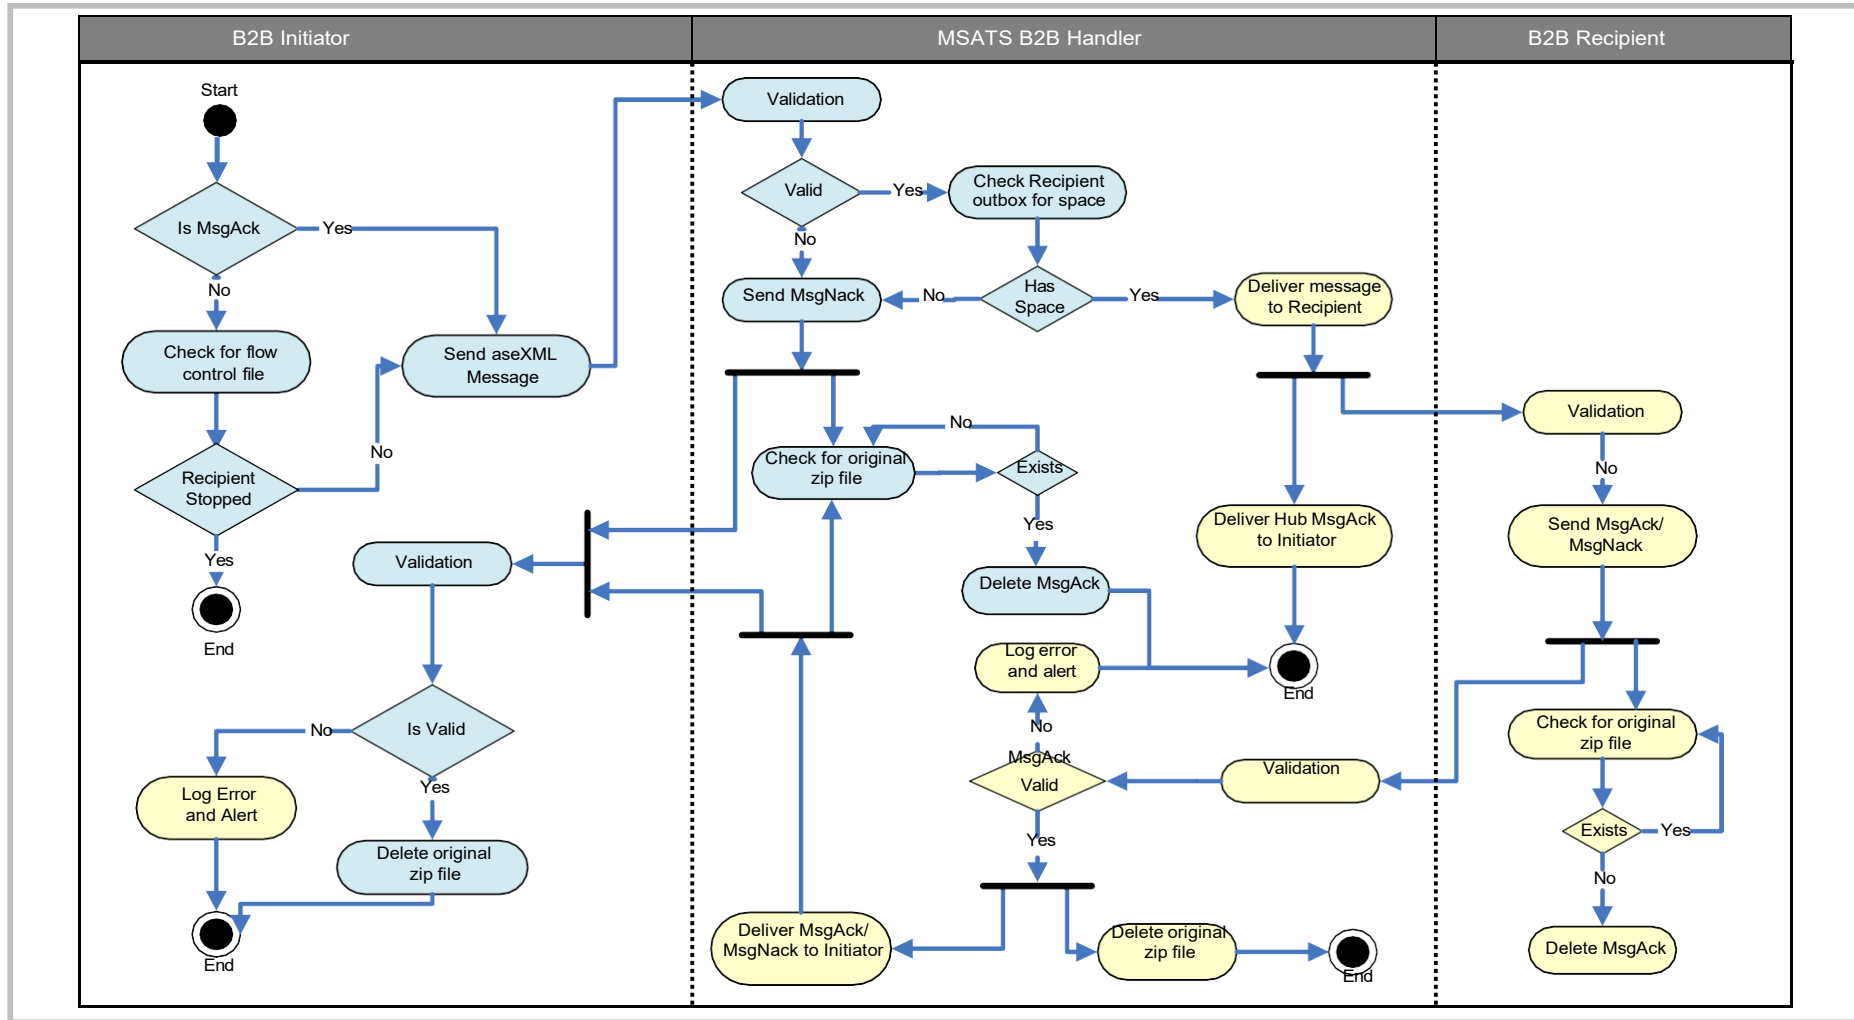 B2B Initiator
MSATS B2B Handler
B2B Recipient
Start
Is MsgAck
Yes
No
Check for flow
control file
Recipient
Stopped
No
Yes
End
Send aseXML
Message
Validation
Is Valid
No
Yes
Log Error
and Alert
Delete original
zip file
End
Validation
Valid
Yes
No
Check Recipient
outbox for space
Has
Space
No
Yes
Send MsgNack
Deliver message
to Recipient
Check for original
zip file
No
Exists
Yes
Delete MsgAck
Deliver Hub MsgAck
to Initiator
Log error
and alert
End
No
MsgAck
Valid
Validation
Yes
Deliver MsgAck/
MsgNack to Initiator
Delete original
zip file
End
Validation
No
Send MsgAck/
MsgNack
Check for original
zip file
Exists
Yes
No
Delete MsgAck